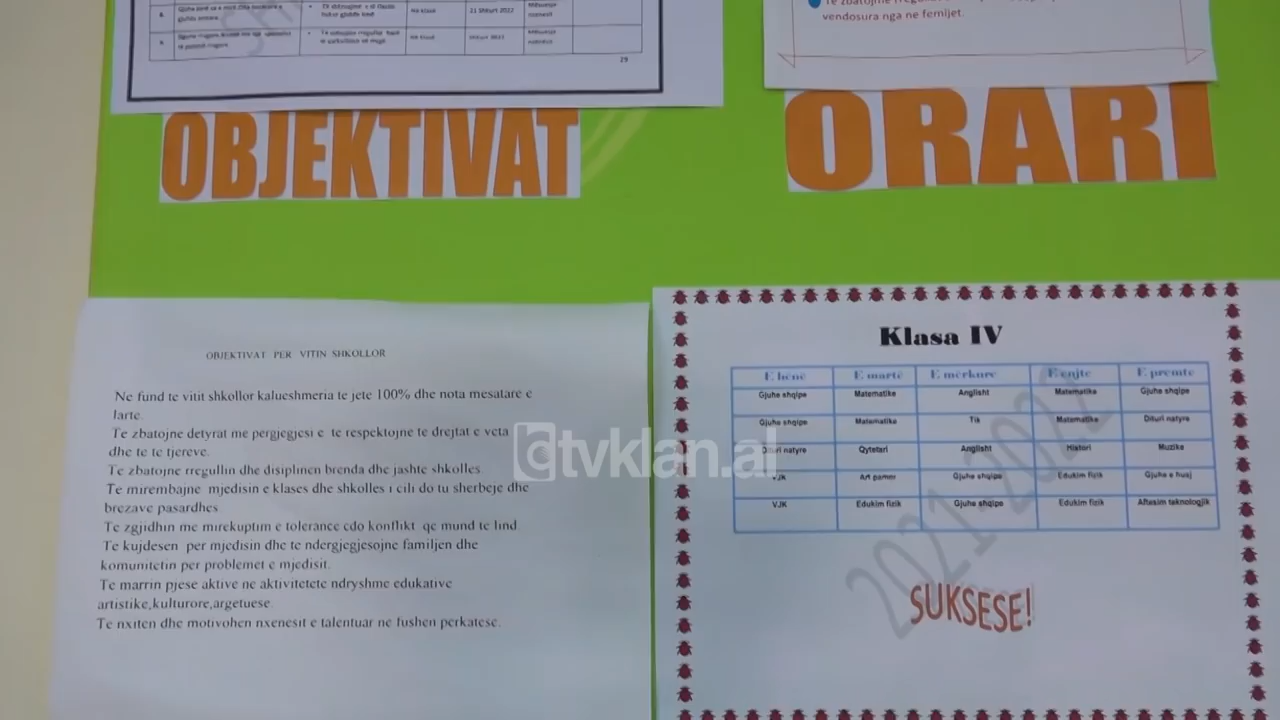 vendosura nga ne femijet.
29
OBJEKTIVAT
ORARI
OBJEKTIVAT PER VITIN SHKOLLOR
Ne fund te vitit shkollor kalueshmeria te jete 100% dhe nota mesatare e
larte.
Te zbatojne detyrat me pergjegjesi e te respektojne te drejtat e veta
dhe te te tjereve.
Te zbatojne rregullin dhe disiplinen brenda dhe jashte shkolles.
Te mirembajne mjedisin e klases dhe shkolles i cili do tu sherbeje dhe
brezave pasardhes.
Te zgjidhin me mirekuptim e tolerance cdo konflikt qe mund te lind.
Te kujdesen per mjedisin dhe te ndergjegjesojne familjen dhe
komunitetin per problemet e mjedisit.
Te marrin pjese aktive ne aktivitetete ndryshme edukative
artistike,kulturore,argetuese.
Te nxiten dhe motivohen nxenesit e talentuar ne fushen perkatese.
Klasa IV
E hënë E martë E mërkurë E enjte E premte
Gjuhe shqipe Matematike Anglisht Matematike Gjuhe shqipe
Gjuhe shqipe Matematike Tik Matematike Dituri natyre
Dituri natyre Qytetari Anglisht Histori Muzike
VJK Art pamor Gjuhe shqipe Edukim fizik Gjuhe e huaj
VJK Edukim fizik Gjuhe shqipe Edukim fizik Aftesim teknologjik
2021-2022
SUKSESE!
tvklan.al